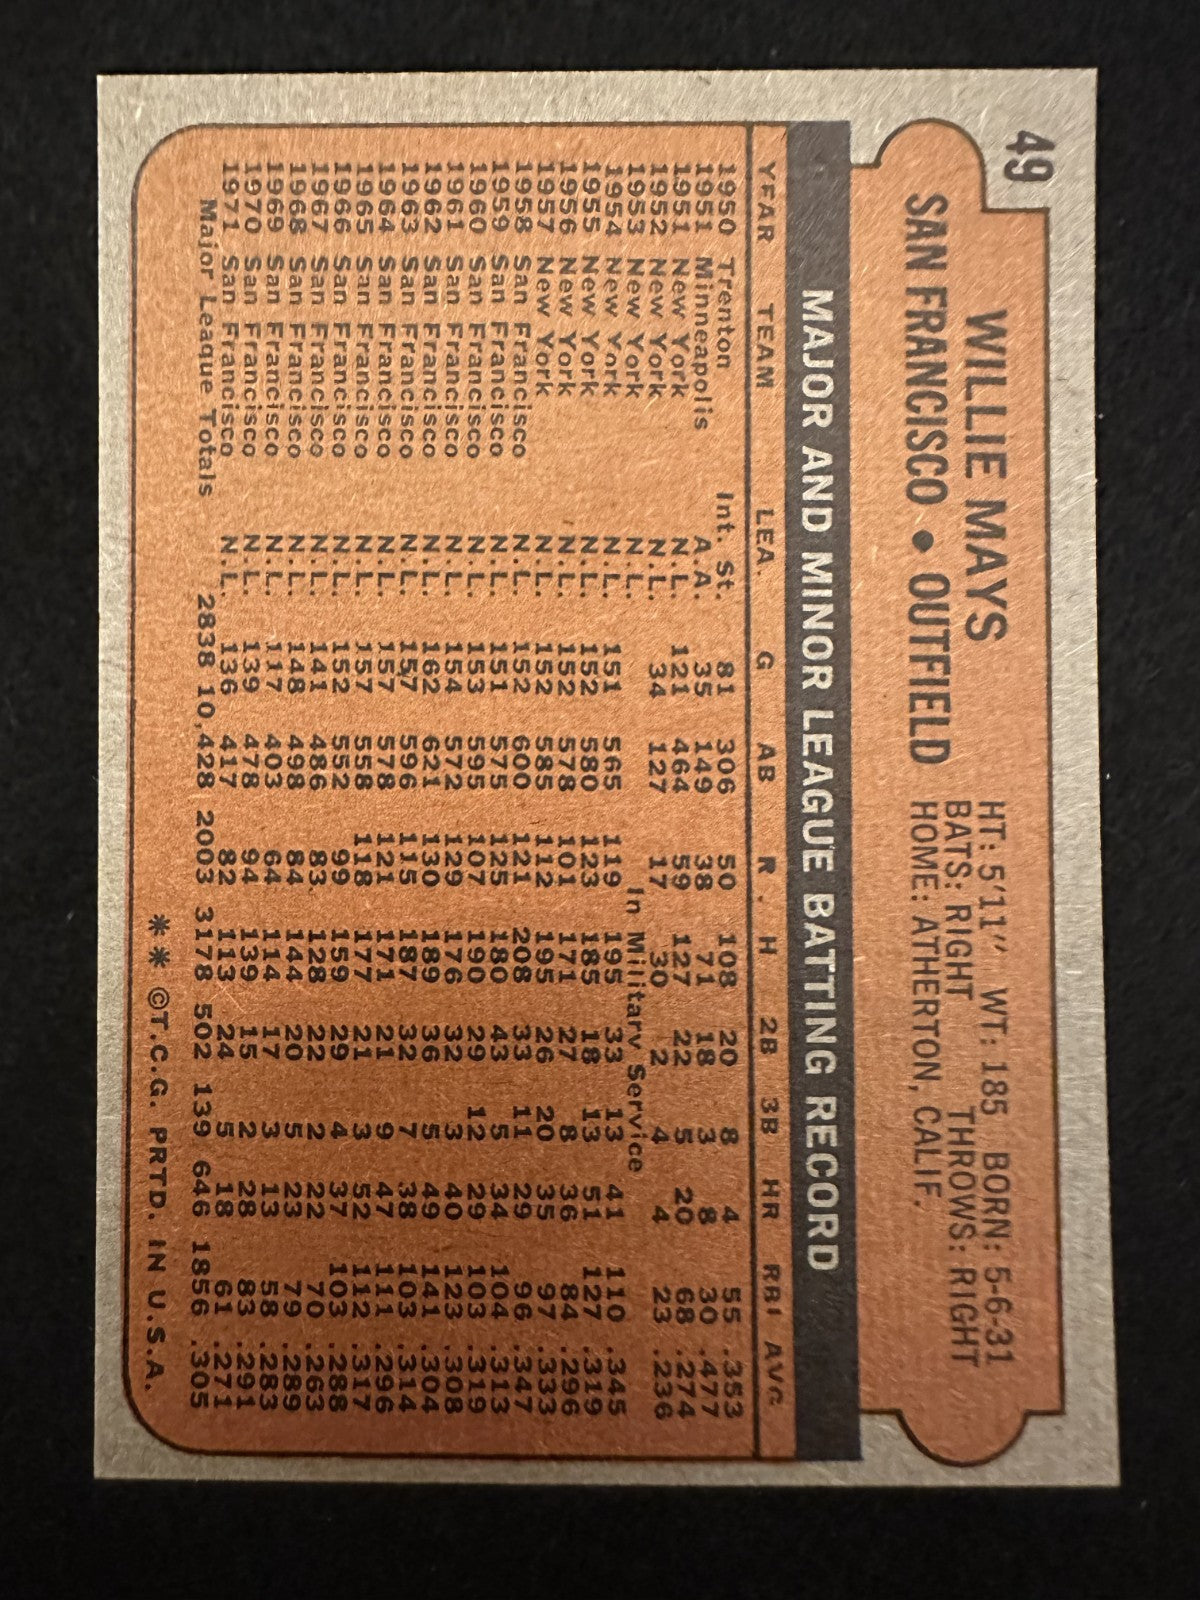 49
WILLIE MAYS
SAN FRANCISCO • OUTFIELD
HT: 5'11" WT: 185 BORN: 5-6-31
BATS: RIGHT THROWS: RIGHT
HOME: ATHERTON, CALIF.
MAJOR AND MINOR LEAGUE BATTING RECORD
YEAR TEAM LEA. G AB R. H 2B 3B HR RBI AVG
1950 Trenton Int. St. 81 306 50 108 20 8 4 55 .353
1951 Minneapolis A.A. 35 149 38 71 18 3 8 30 .477
1951 New York N.L. 121 464 59 127 22 5 20 68 .274
1952 New York N.L. 34 127 17 30 2 4 4 23 .236
1953 New York N.L. In Military Service
1954 New York N.L. 151 565 119 195 33 13 41 110 .345
1955 New York N.L. 152 580 123 185 18 13 51 127 .319
1956 New York N.L. 152 578 101 171 27 8 36 84 .296
1957 New York N.L. 152 585 112 195 26 20 35 97 .333
1958 San Francisco N.L. 152 600 121 208 33 11 29 96 .347
1959 San Francisco N.L. 151 575 125 180 43 5 34 104 .313
1960 San Francisco N.L. 153 595 107 190 29 12 29 103 .319
1961 San Francisco N.L. 154 572 129 176 32 3 40 123 .308
1962 San Francisco N.L. 162 621 130 189 36 5 49 141 .304
1963 San Francisco N.L. 157 596 115 187 32 7 38 103 .314
1964 San Francisco N.L. 157 578 121 171 21 9 47 111 .296
1965 San Francisco N.L. 157 558 118 177 21 3 52 112 .317
1966 San Francisco N.L. 152 552 99 159 29 4 37 103 .288
1967 San Francisco N.L. 141 486 83 128 22 2 22 70 .263
1968 San Francisco N.L. 148 498 84 144 20 5 23 79 .289
1969 San Francisco N.L. 117 403 64 114 17 3 13 58 .283
1970 San Francisco N.L. 139 478 94 139 15 2 28 83 .291
1971 San Francisco N.L. 136 417 82 113 24 5 18 61 .271
Major League Totals 2838 10,428 2003 3178 502 139 646 1856 .305
** ©T.C.G. PRTD. IN U.S.A.